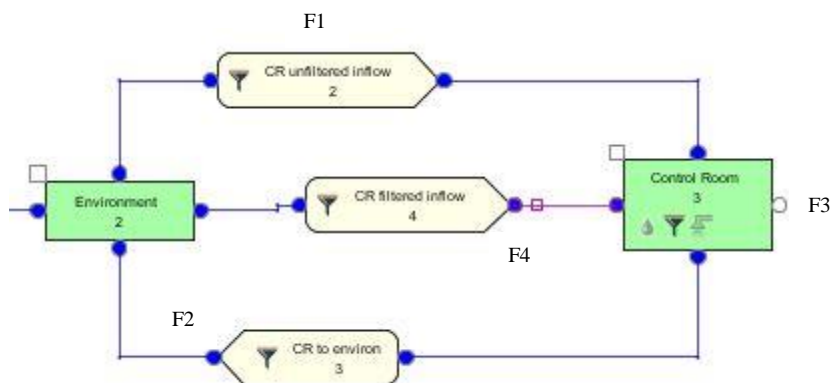 F1
CR unfiltered inflow
2
Environment
2
CR filtered inflow
4
Control Room
3
F3
F4
F2
CR to environ
3